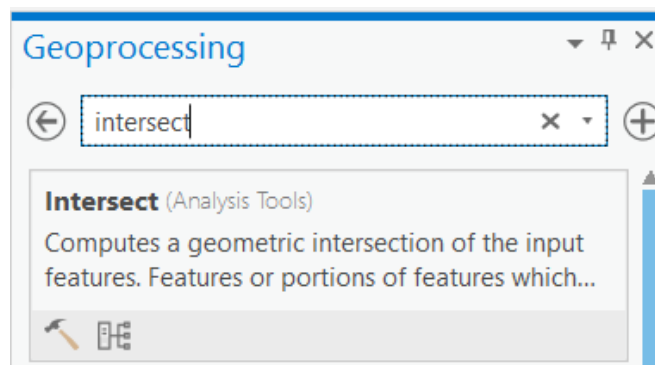 Geoprocessing
intersect
Intersect (Analysis Tools)
Computes a geometric intersection of the input
features. Features or portions of features which...